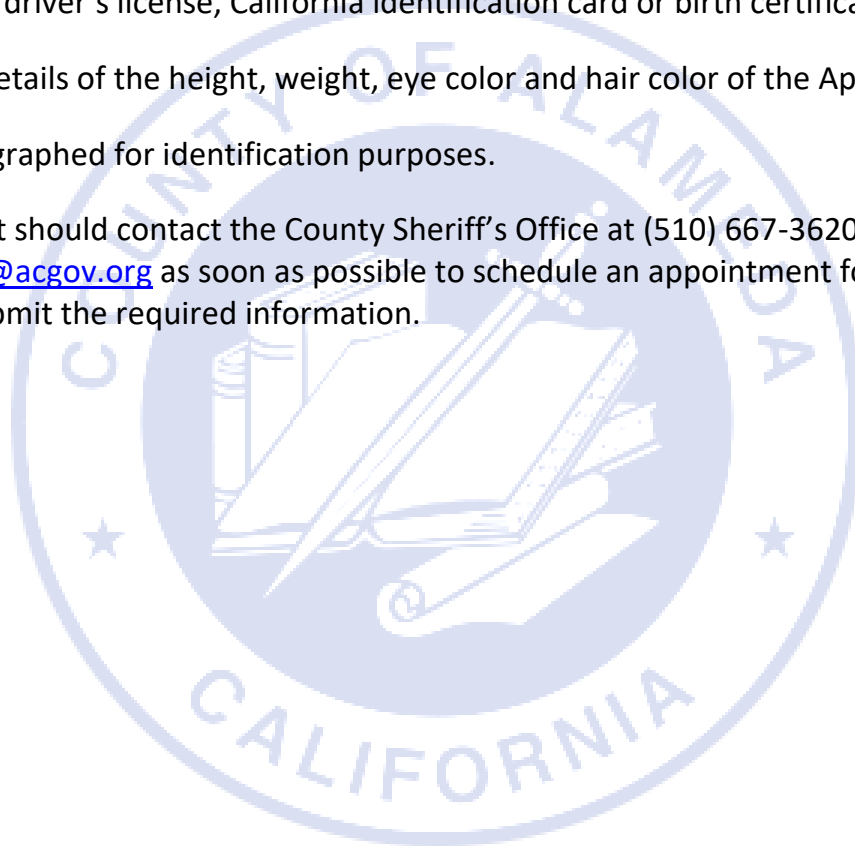 driver's license, California identification card or birth certifica
etails of the height, weight, eye color and hair color of the Ap
graphed for identification purposes.
t should contact the County Sheriff's Office at (510) 667-3620
@acgov.org as soon as possible to schedule an appointment fo
bmit the required information.
COUNTY OF ALAMEDA
CALIFORNIA